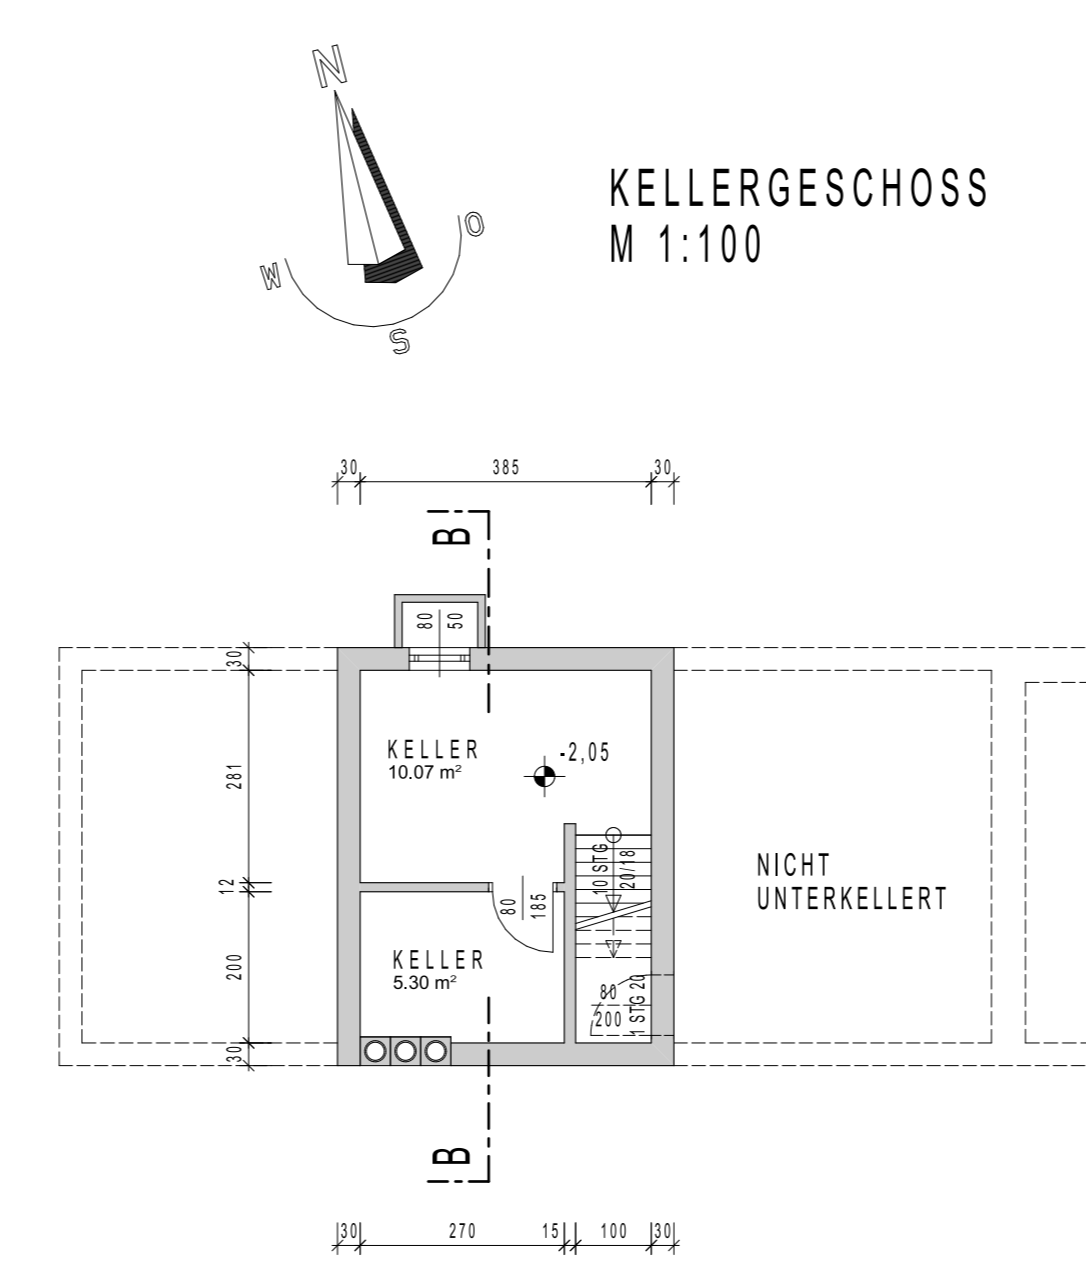 N
W
O
S
KELLERGESCHOSS
M 1:100
30 385 30
B
80
50
30
281
12
200
30
KELLER
10.07 m²
-2,05
10 STG
20/18
80
185
KELLER
5.30 m²
80
200
1 STG 20
NICHT
UNTERKELLERT
B
30 270 15 100 30